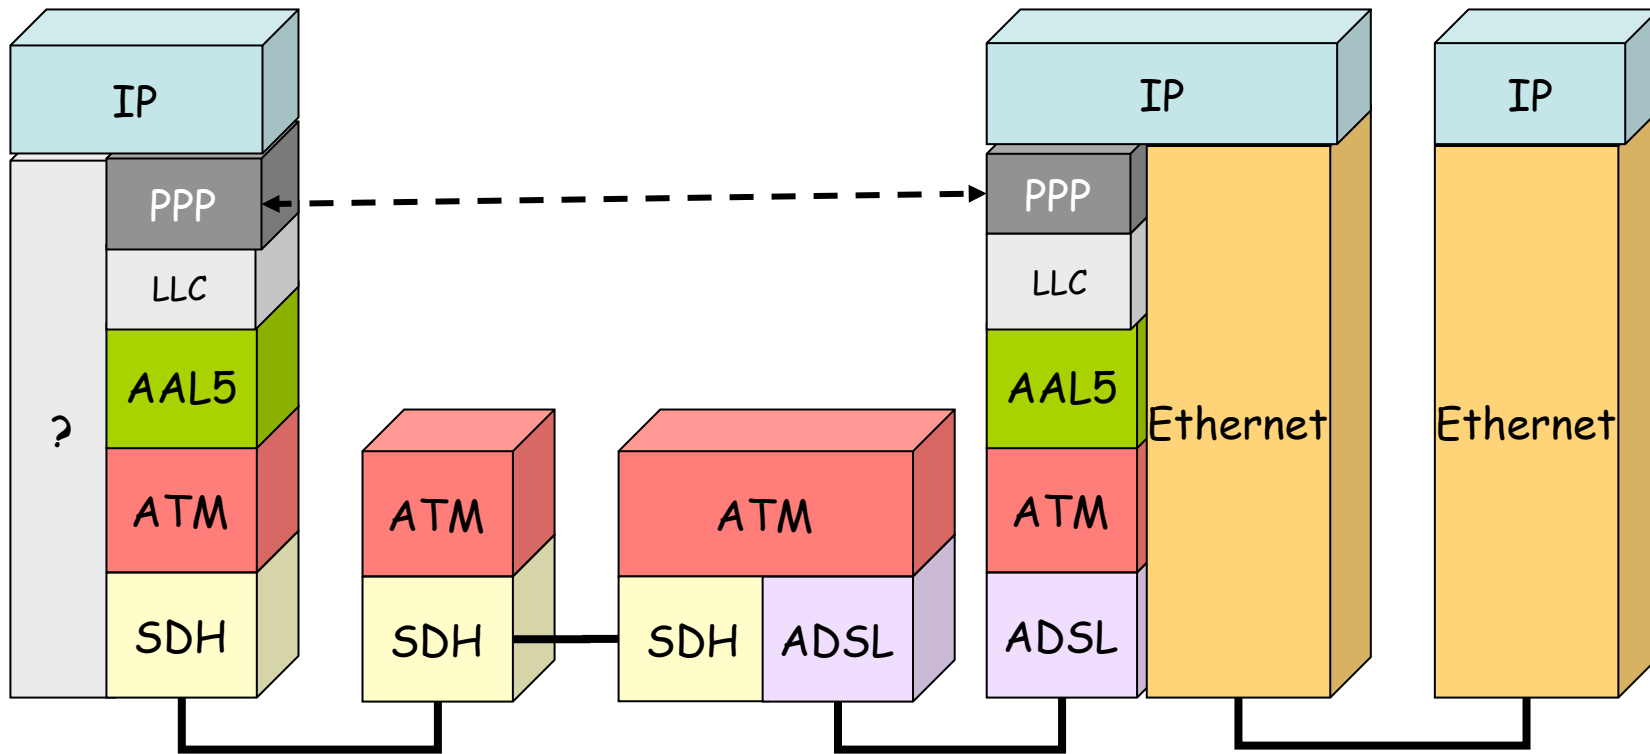 IP
?
PPP
LLC
AAL5
ATM
SDH
ATM
SDH
ATM
SDH
ADSL
IP
PPP
LLC
AAL5
ATM
ADSL
Ethernet
IP
Ethernet